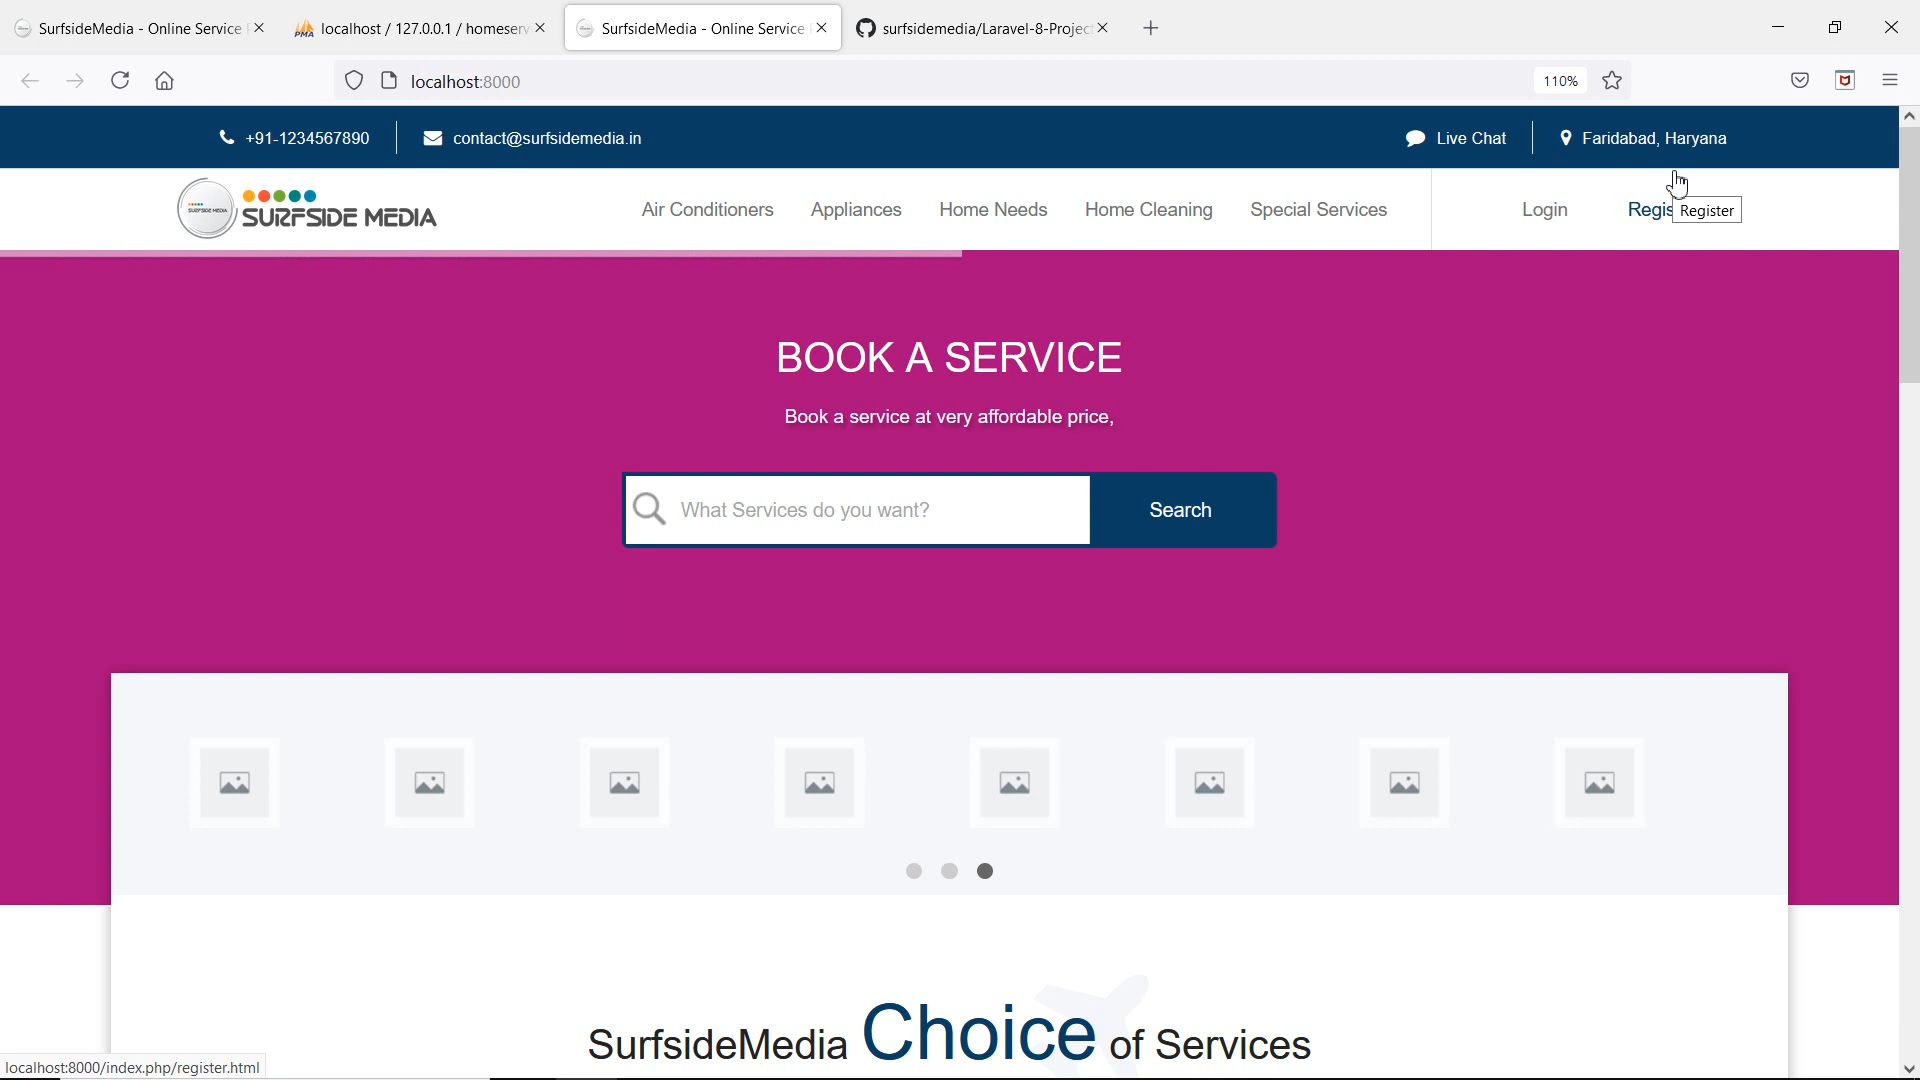 SurfsideMedia - Online Service
localhost / 127.0.0.1 / homeserv
SurfsideMedia - Online Service
surfsidemedia/Laravel-8-Project
localhost:8000
110%
+91-1234567890
contact@surfsidemedia.in
Live Chat
Faridabad, Haryana
SURFSIDE MEDIA
SURFSIDE MEDIA
Air Conditioners
Appliances
Home Needs
Home Cleaning
Special Services
Login
Regis
Register
BOOK A SERVICE
Book a service at very affordable price,
What Services do you want?
Search
SurfsideMedia Choice of Services
localhost:8000/index.php/register.html